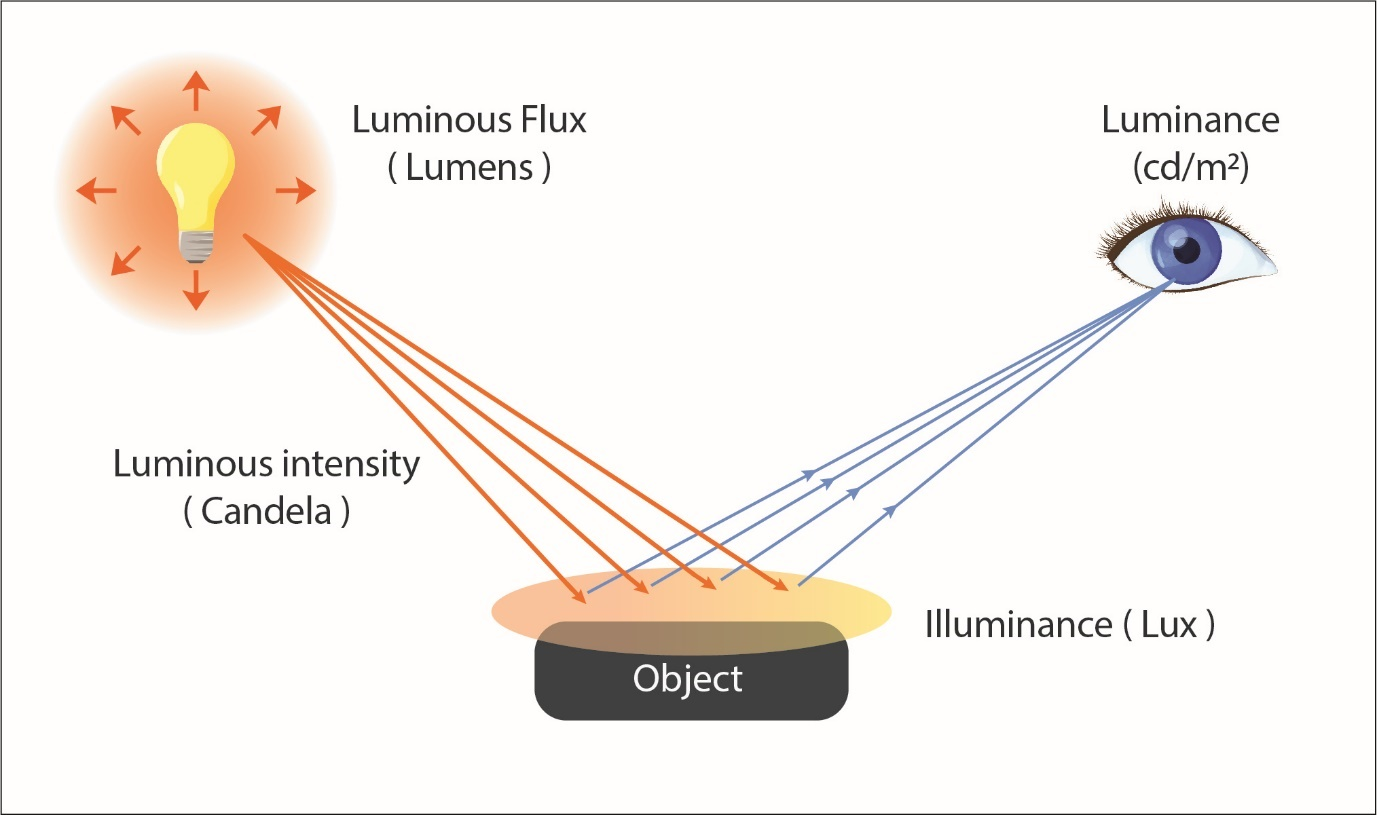 Luminous Flux
( Lumens )
Luminance
(cd/m²)
Luminous intensity
( Candela )
Illuminance ( Lux )
Object